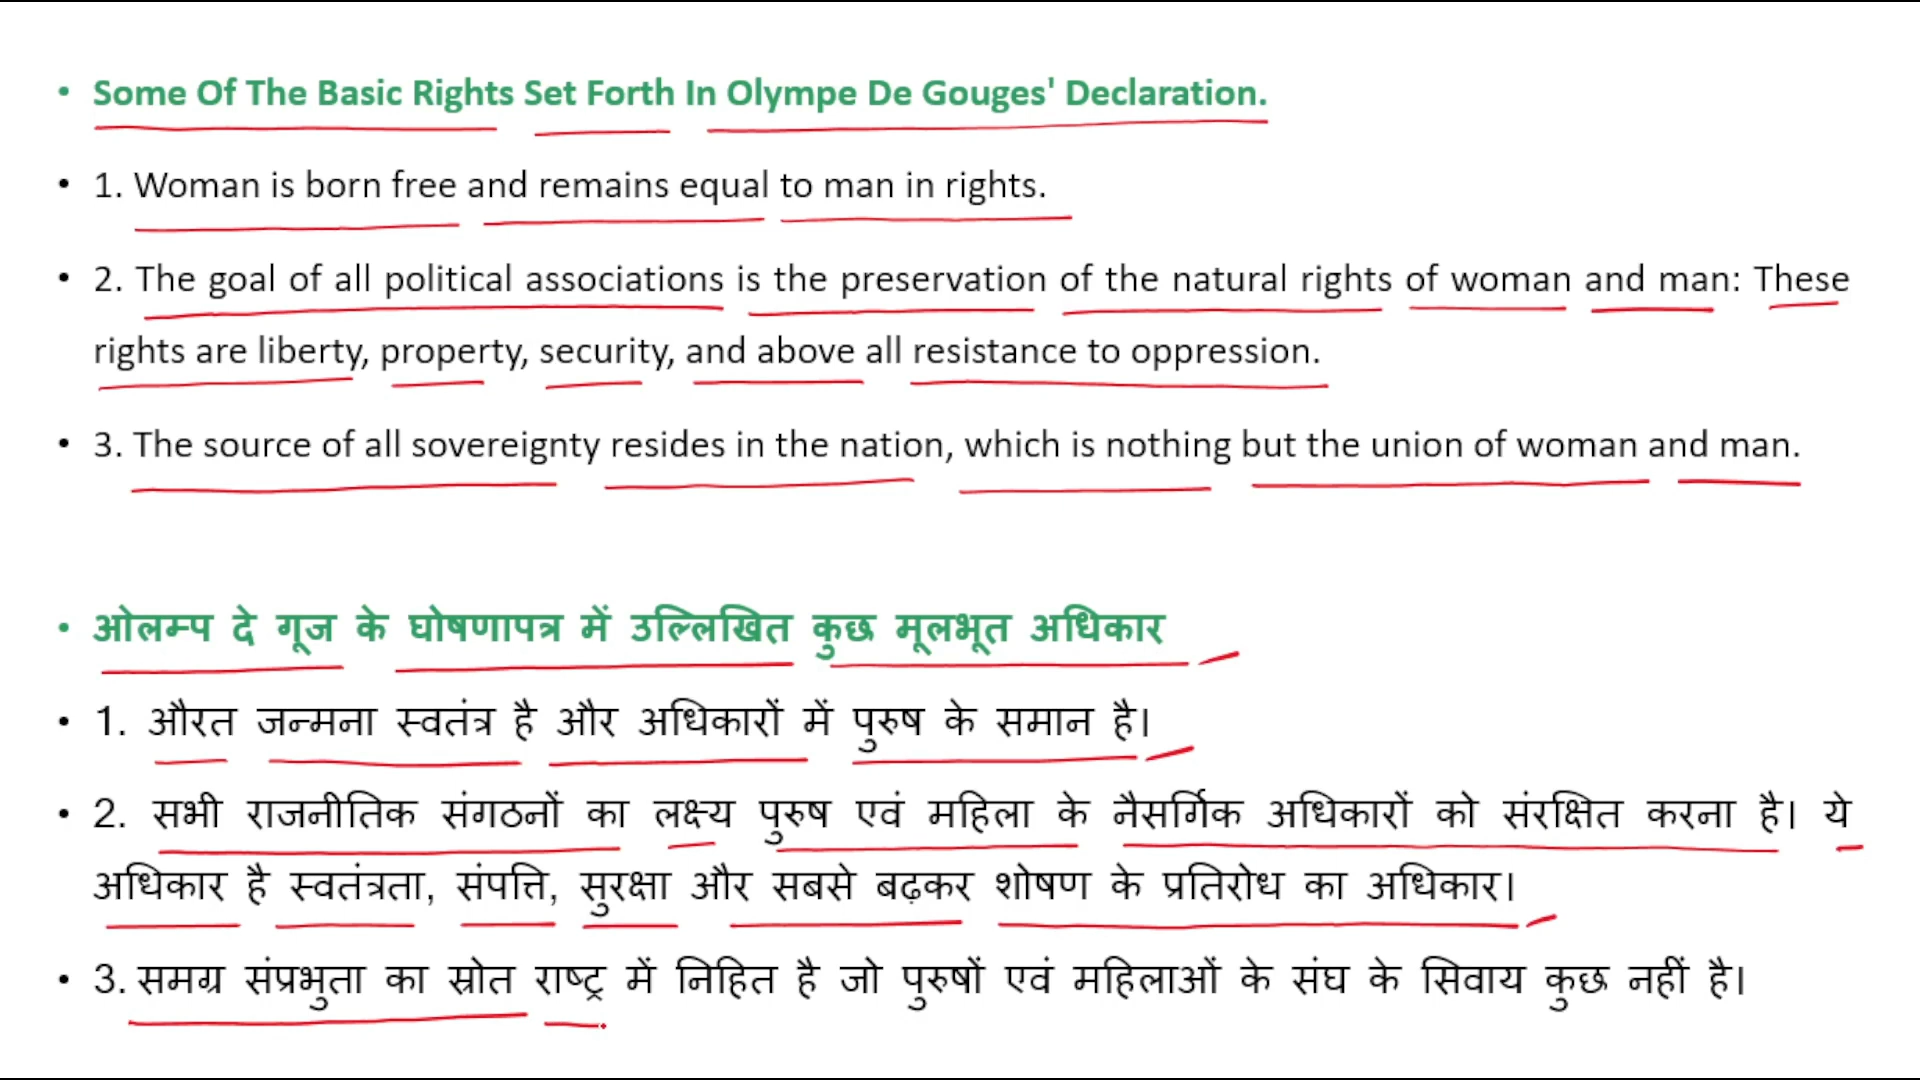 • Some Of The Basic Rights Set Forth In Olympe De Gouges' Declaration.
• 1. Woman is born free and remains equal to man in rights.
• 2. The goal of all political associations is the preservation of the natural rights of woman and man: These
rights are liberty, property, security, and above all resistance to oppression.
• 3. The source of all sovereignty resides in the nation, which is nothing but the union of woman and man.
• ओलम्प दे गूज के घोषणापत्र में उल्लिखित कुछ मूलभूत अधिकार
• 1. औरत जन्मना स्वतंत्र है और अधिकारों में पुरुष के समान है।
• 2. सभी राजनीतिक संगठनों का लक्ष्य पुरुष एवं महिला के नैसर्गिक अधिकारों को संरक्षित करना है। ये
अधिकार है स्वतंत्रता, संपत्ति, सुरक्षा और सबसे बढ़कर शोषण के प्रतिरोध का अधिकार।
• 3. समग्र संप्रभुता का स्रोत राष्ट्र में निहित है जो पुरुषों एवं महिलाओं के संघ के सिवाय कुछ नहीं है।